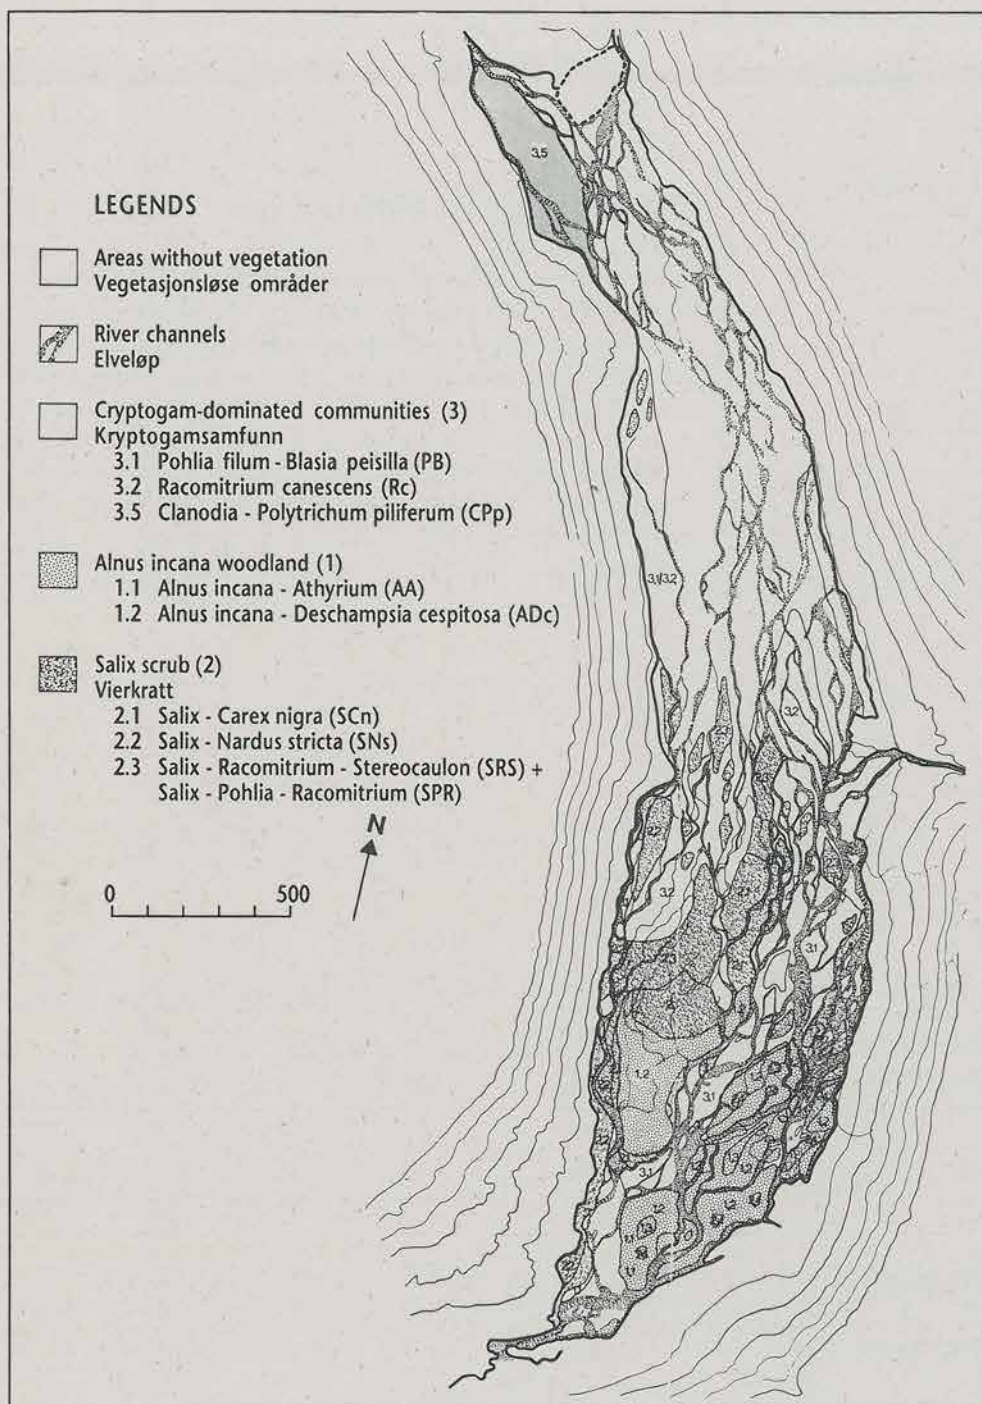 LEGENDS
Areas without vegetation
Vegetasjonsløse områder
River channels
Elveløp
Cryptogam-dominated communities (3)
Kryptogamsamfunn
3.1 Pohlia filum - Blasia peisilla (PB)
3.2 Racomitrium canescens (Rc)
3.5 Clanodia - Polytrichum piliferum (CPp)
Alnus incana woodland (1)
1.1 Alnus incana - Athyrium (AA)
1.2 Alnus incana - Deschampsia cespitosa (ADc)
Salix scrub (2)
Vierkratt
2.1 Salix - Carex nigra (SCn)
2.2 Salix - Nardus stricta (SNs)
2.3 Salix - Racomitrium - Stereocaulon (SRS) +
Salix - Pohlia - Racomitrium (SPR)
N
0 500
3.5
3.1/3.2
3.2
3.2
3.1
1.2
3.1
3.1
1.2